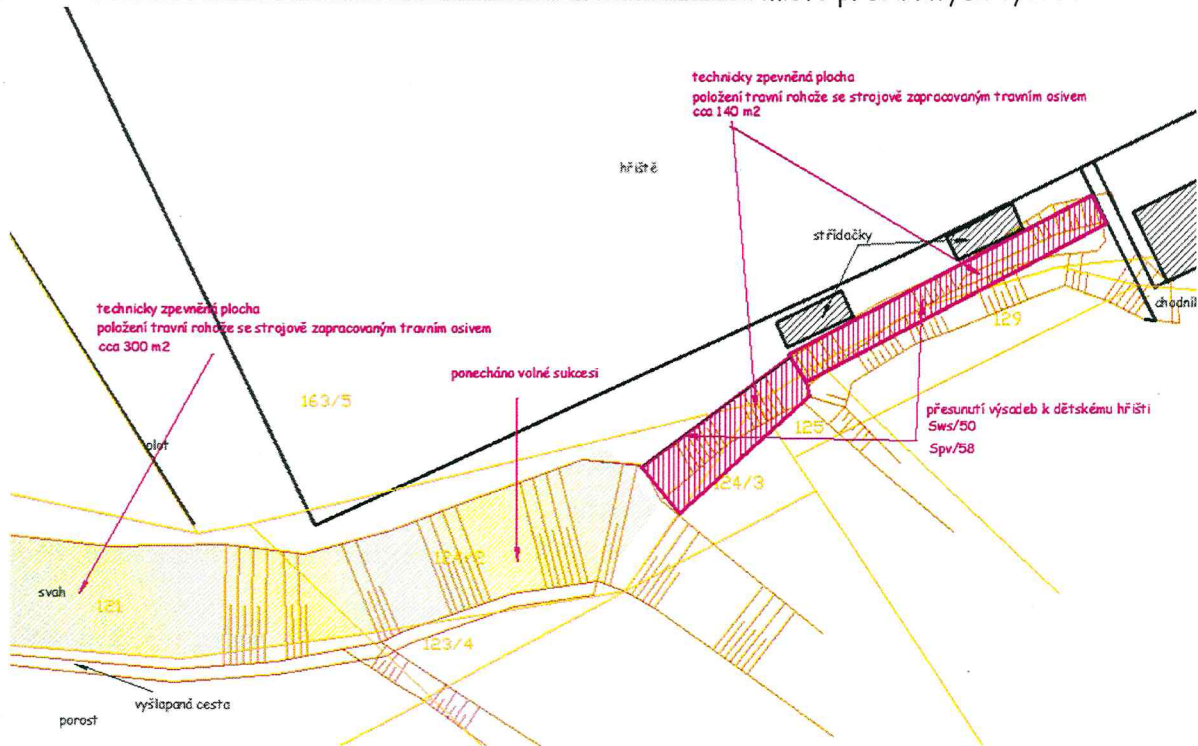 technicky zpevněná plocha
položení travní rohože se strojově zapracovaným travním osivem
cca 140 m2
hřiště
střídačky
technicky zpevněná plocha
položení travní rohože se strojově zapracovaným travním osivem
cca 300 m2
129
chodník
ponecháno volné sukcesi
163/5
přesunutí výsadeb k dětskému hřišti
Sws/50
Spv/58
125
plot
124/3
124/2
svah
121
123/4
vyšlapaná cesta
porost